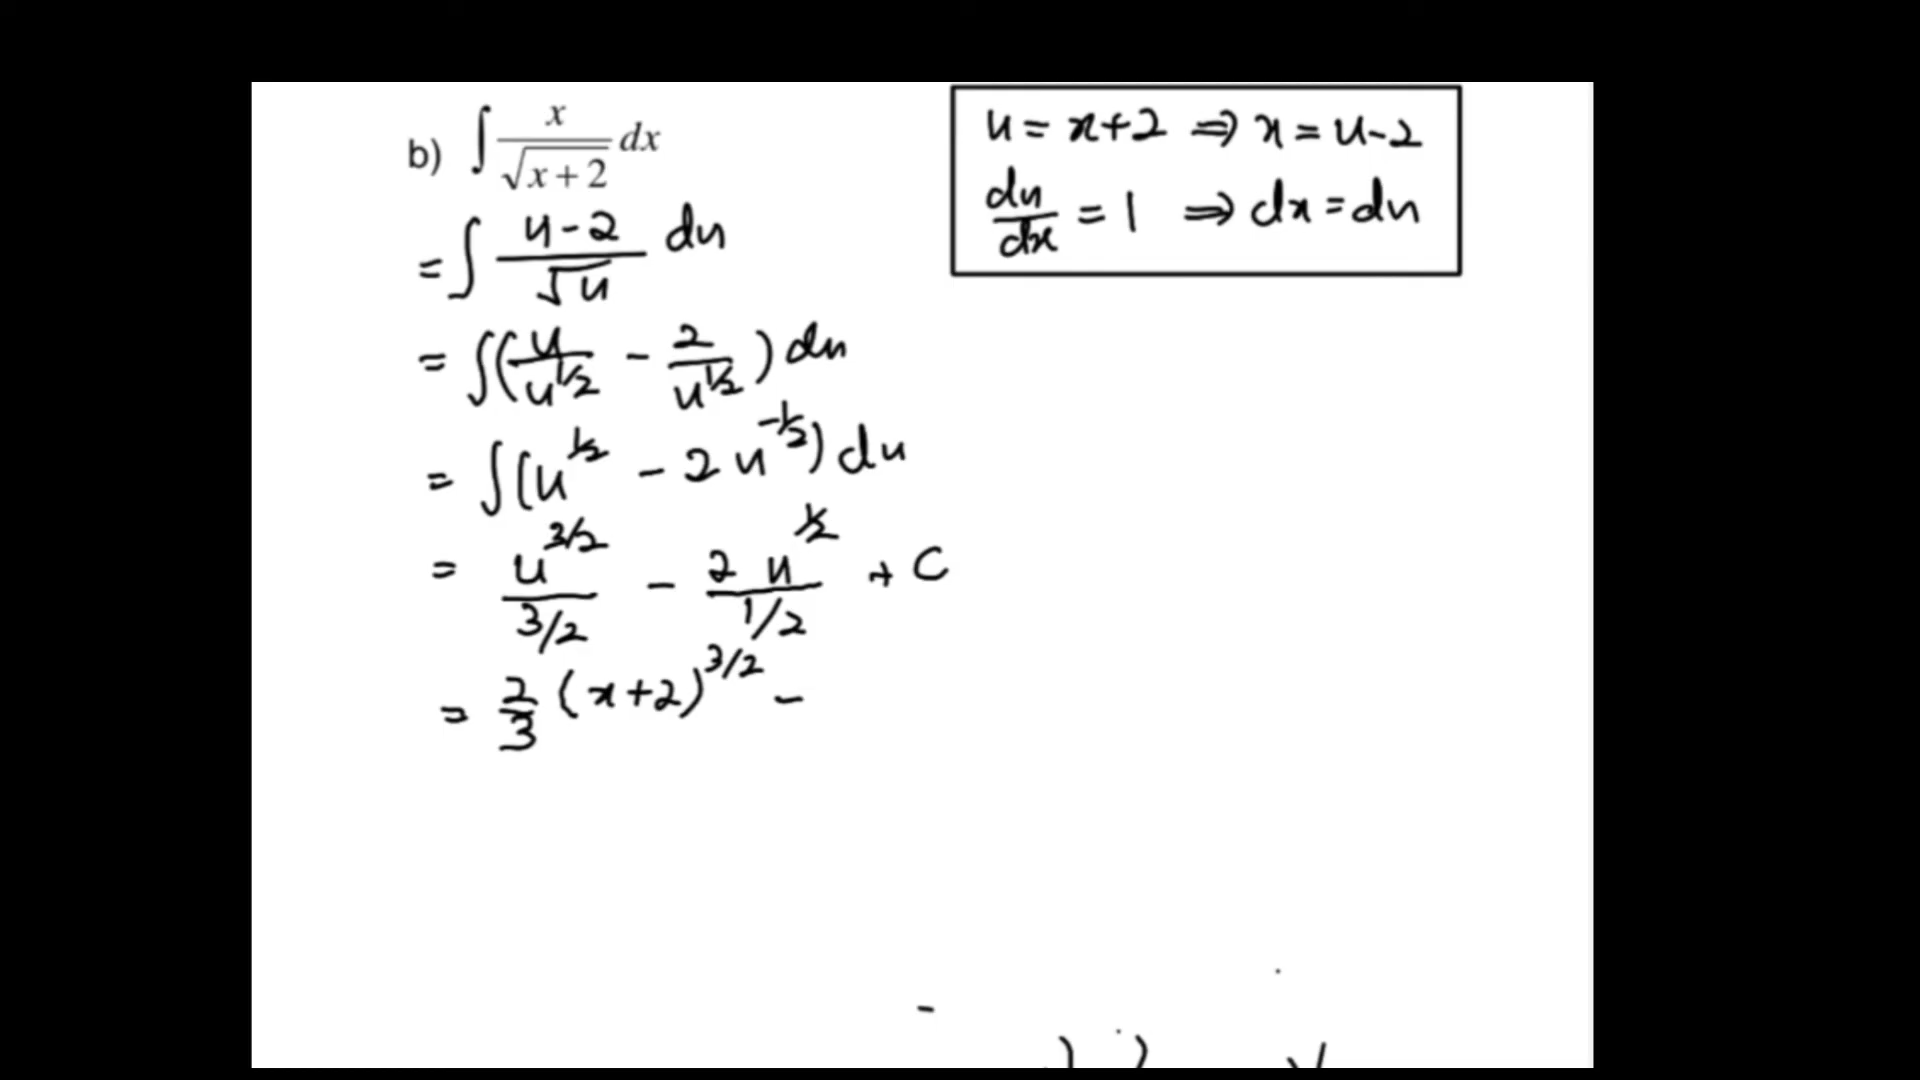 b) ∫ x/√(x+2) dx
u = x+2 ⇒ x = u-2
du/dx = 1 ⇒ dx = du
= ∫ (u-2)/√u du
= ∫ (u/u^1/2 - 2/u^1/2) du
= ∫ (u^1/2 - 2u^-1/2) du
= u^3/2/(3/2) - 2u^1/2/(1/2) + C
= 2/3 (x+2)^3/2 -